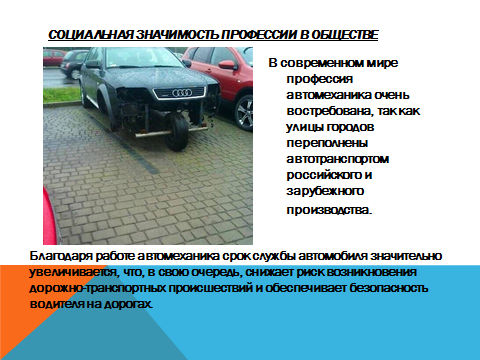 СОЦИАЛЬНАЯ ЗНАЧИМОСТЬ ПРОФЕССИИ В ОБЩЕСТВЕ
В современном мире
профессия
автомеханика очень
востребована, так как
улицы городов
переполнены
автотранспортом
российского и
зарубежного
производства.
Благодаря работе автомеханика срок службы автомобиля значительно
увеличивается, что, в свою очередь, снижает риск возникновения
дорожно-транспортных происшествий и обеспечивает безопасность
водителя на дорогах.